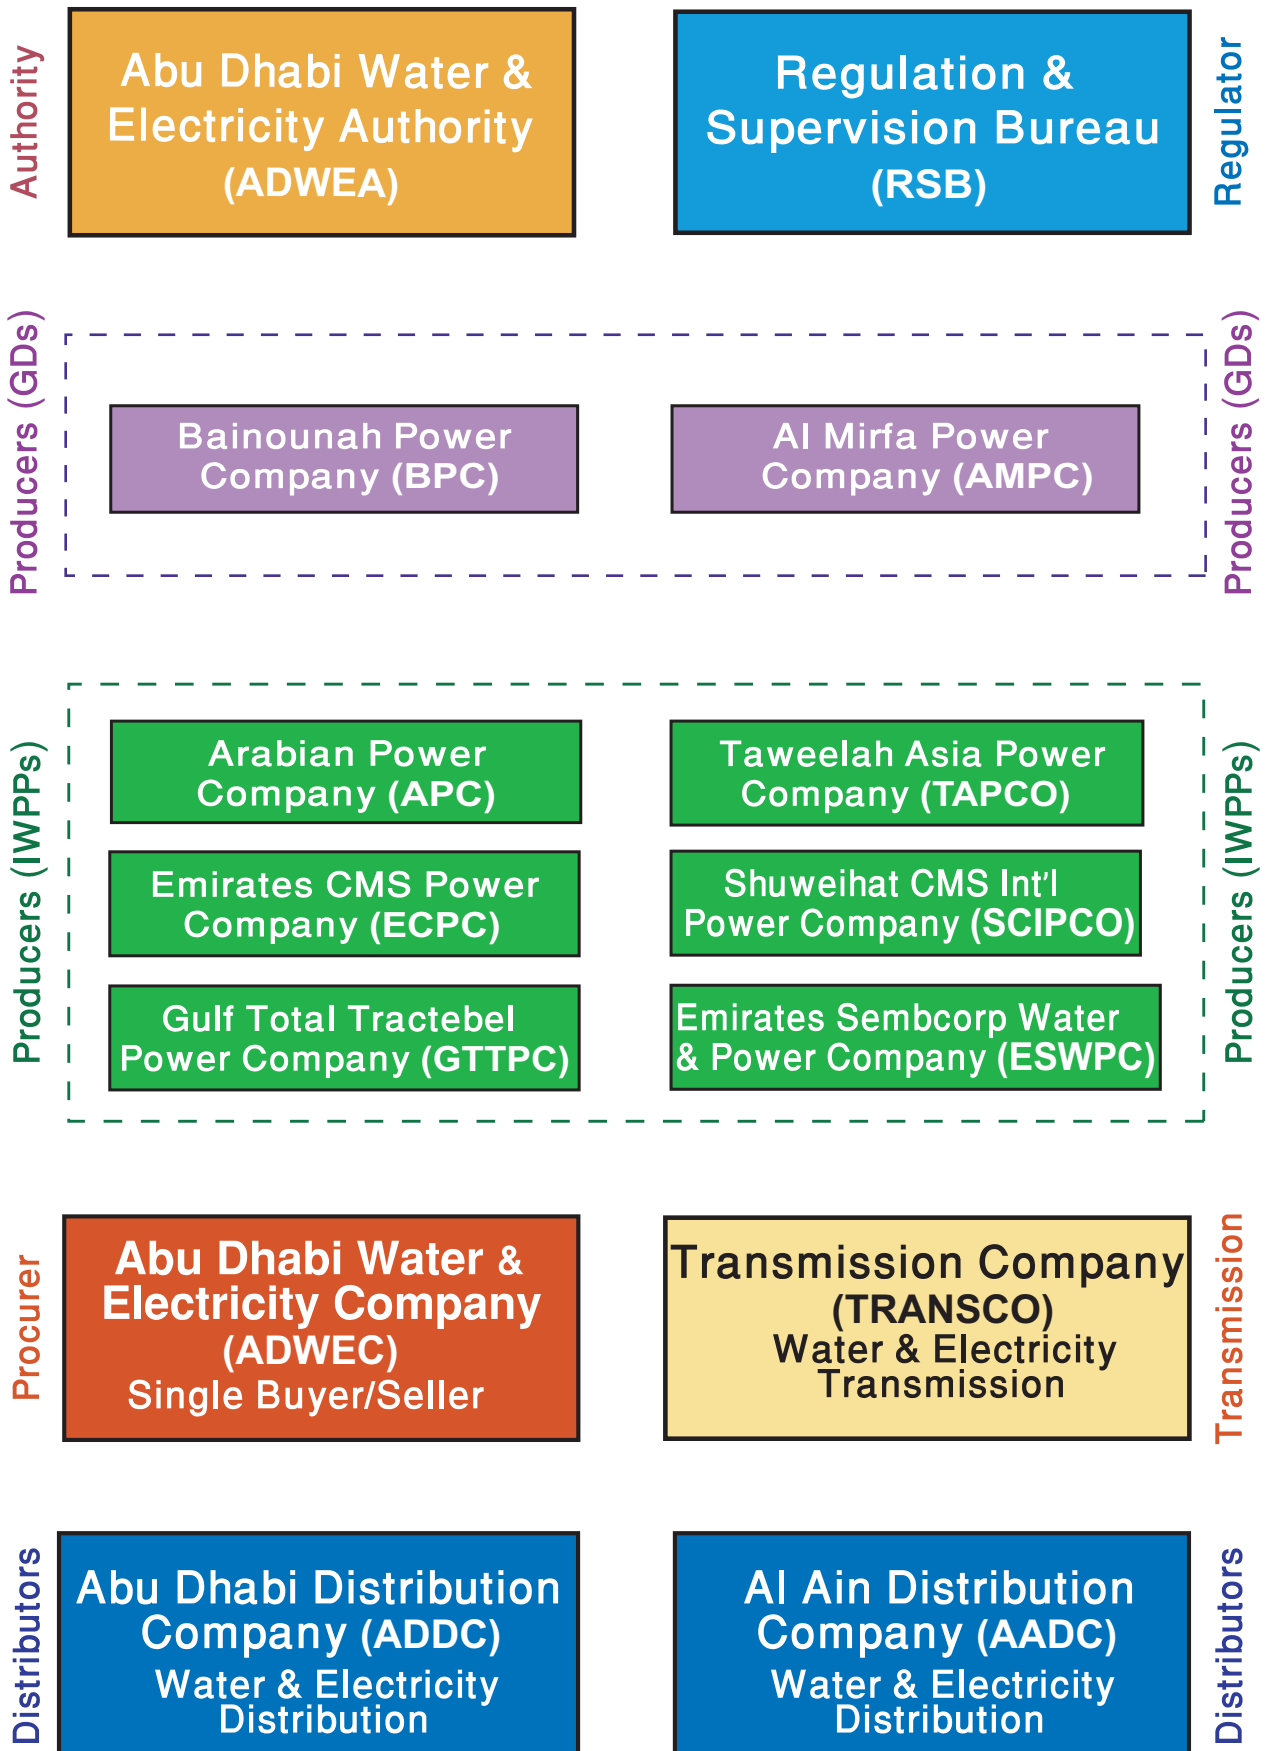 Authority
Abu Dhabi Water &
Electricity Authority
(ADWEA)
Regulation &
Supervision Bureau
(RSB)
Regulator
Producers (GDs)
Bainounah Power
Company (BPC)
Al Mirfa Power
Company (AMPC)
Producers (GDs)
Producers (IWPPs)
Arabian Power
Company (APC)
Taweelah Asia Power
Company (TAPCO)
Emirates CMS Power
Company (ECPC)
Shuweihat CMS Int'l
Power Company (SCIPCO)
Gulf Total Tractebel
Power Company (GTTPC)
Emirates Sembcorp Water
& Power Company (ESWPC)
Producers (IWPPs)
Procurer
Abu Dhabi Water &
Electricity Company
(ADWEC)
Single Buyer/Seller
Transmission Company
(TRANSCO)
Water & Electricity
Transmission
Transmission
Distributors
Abu Dhabi Distribution
Company (ADDC)
Water & Electricity
Distribution
Al Ain Distribution
Company (AADC)
Water & Electricity
Distribution
Distributors